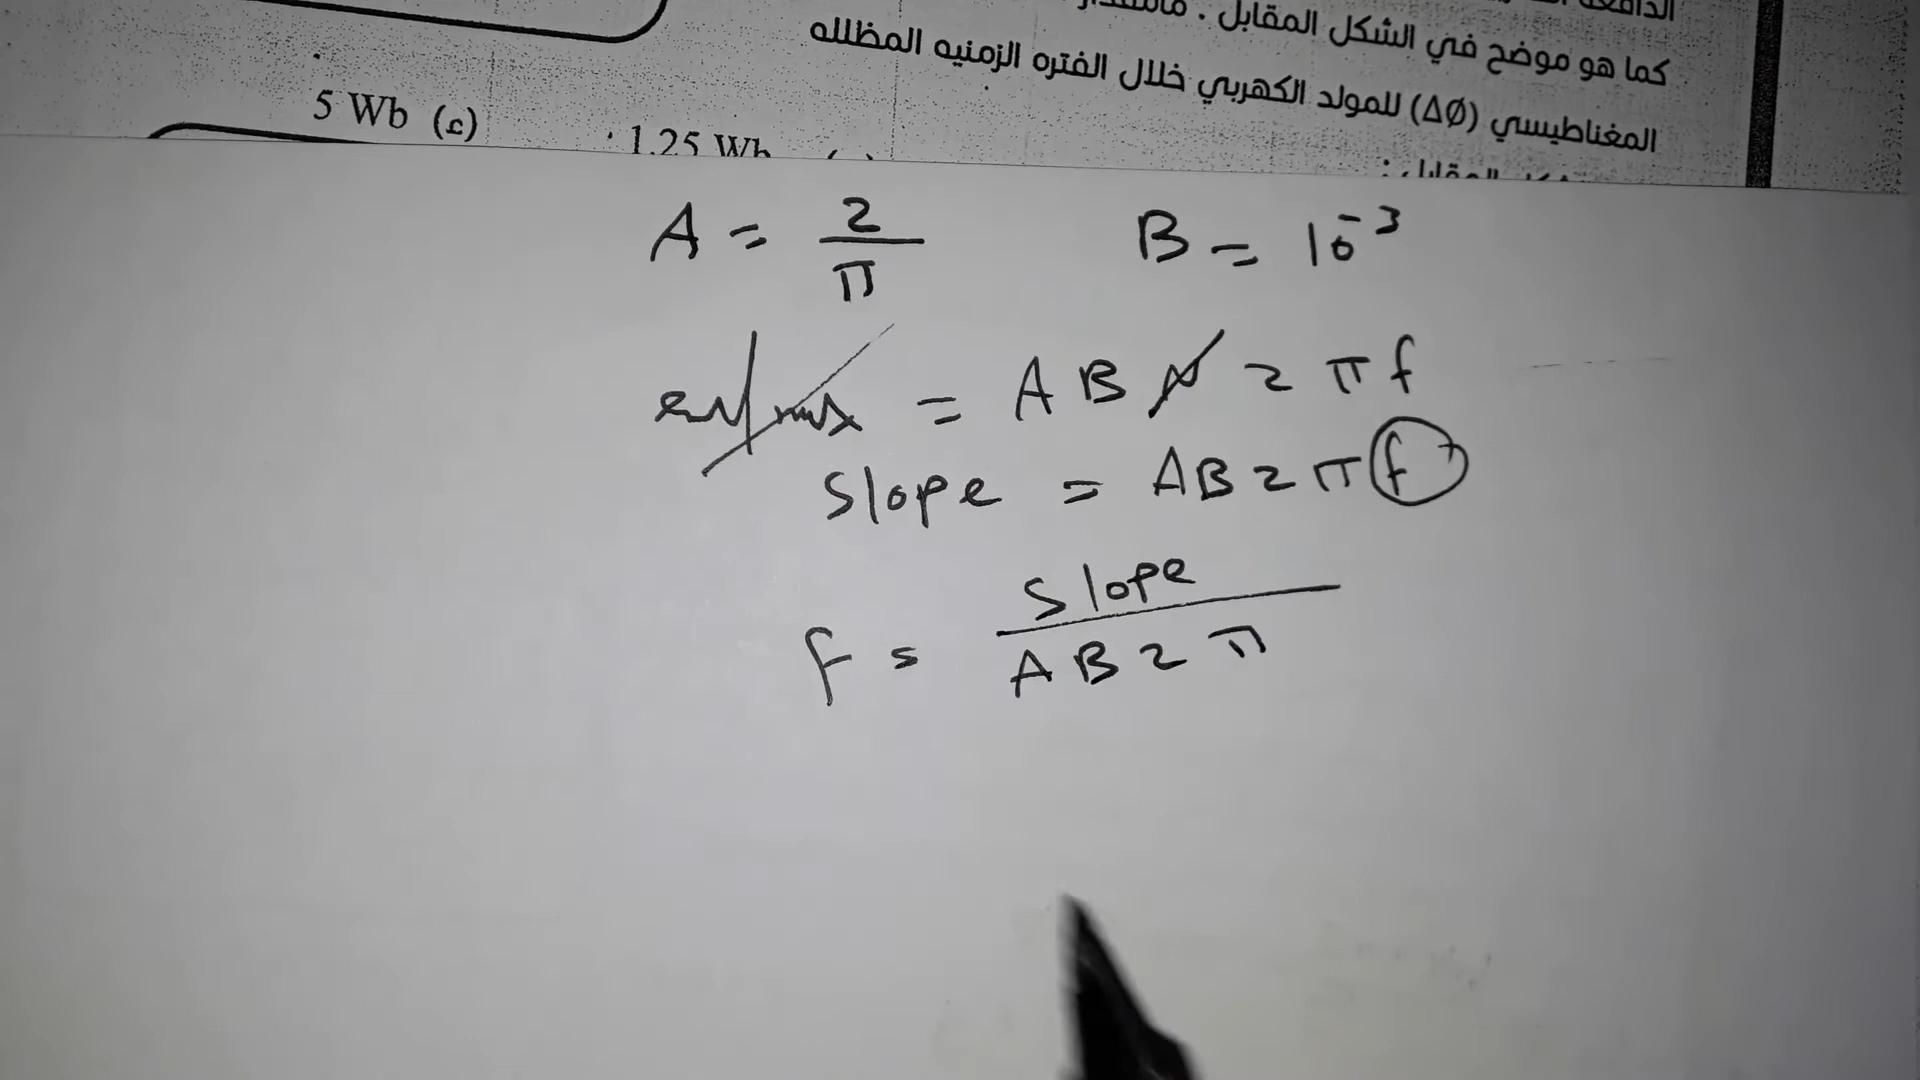 كما هو موضح في الشكل المقابل .
المغناطيسي (ΔØ) للمولد الكهربي خلال الفتره الزمنيه المظلله
1.25 Wb
5 Wb (د)
A = 2/π
B = 10⁻³
emf max = A B N 2 π f
slope = A B 2 π f
f = slope / A B 2 π